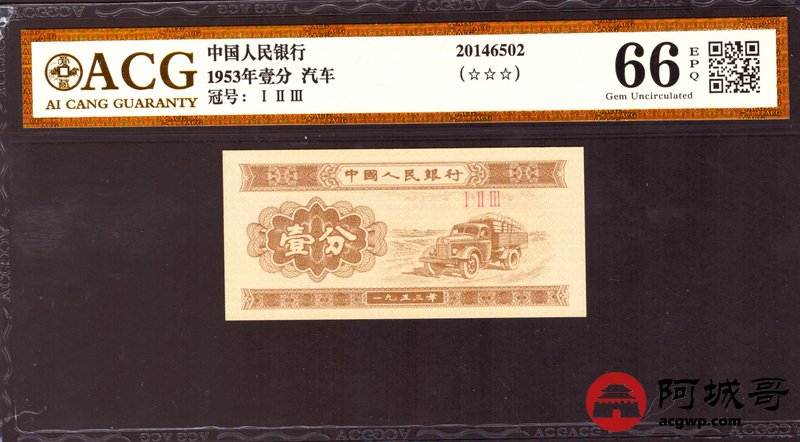 ACG
AI CANG GUARANTY
中国人民银行
1953年壹分 汽车
冠号：Ⅰ Ⅱ Ⅲ
20146502
(☆☆☆)
66
EPQ
Gem Uncirculated
中國人民銀行
Ⅰ Ⅱ Ⅲ
壹分
一九五三年
阿城哥
acgwp.com